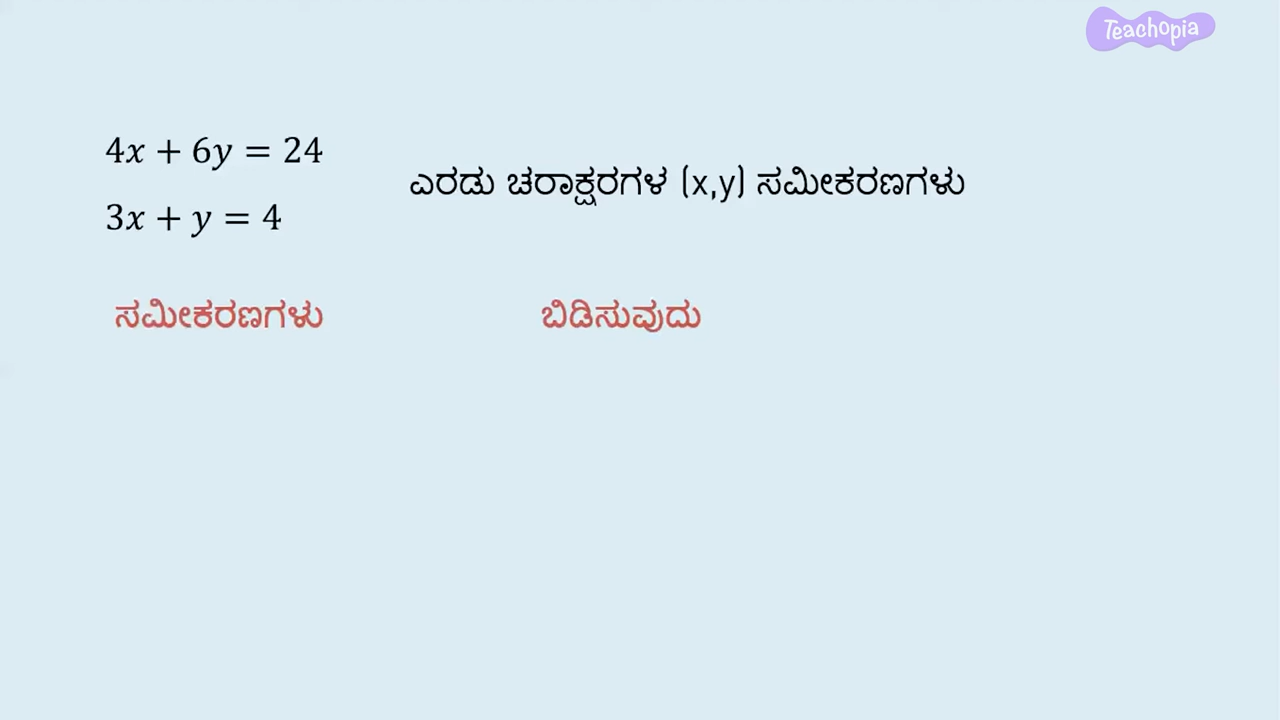 Teachopia
4x + 6y = 24
ಎರಡು ಚರಾಕ್ಷರಗಳ (x,y) ಸಮೀಕರಣಗಳು
3x + y = 4
ಸಮೀಕರಣಗಳು ಬಿಡಿಸುವುದು